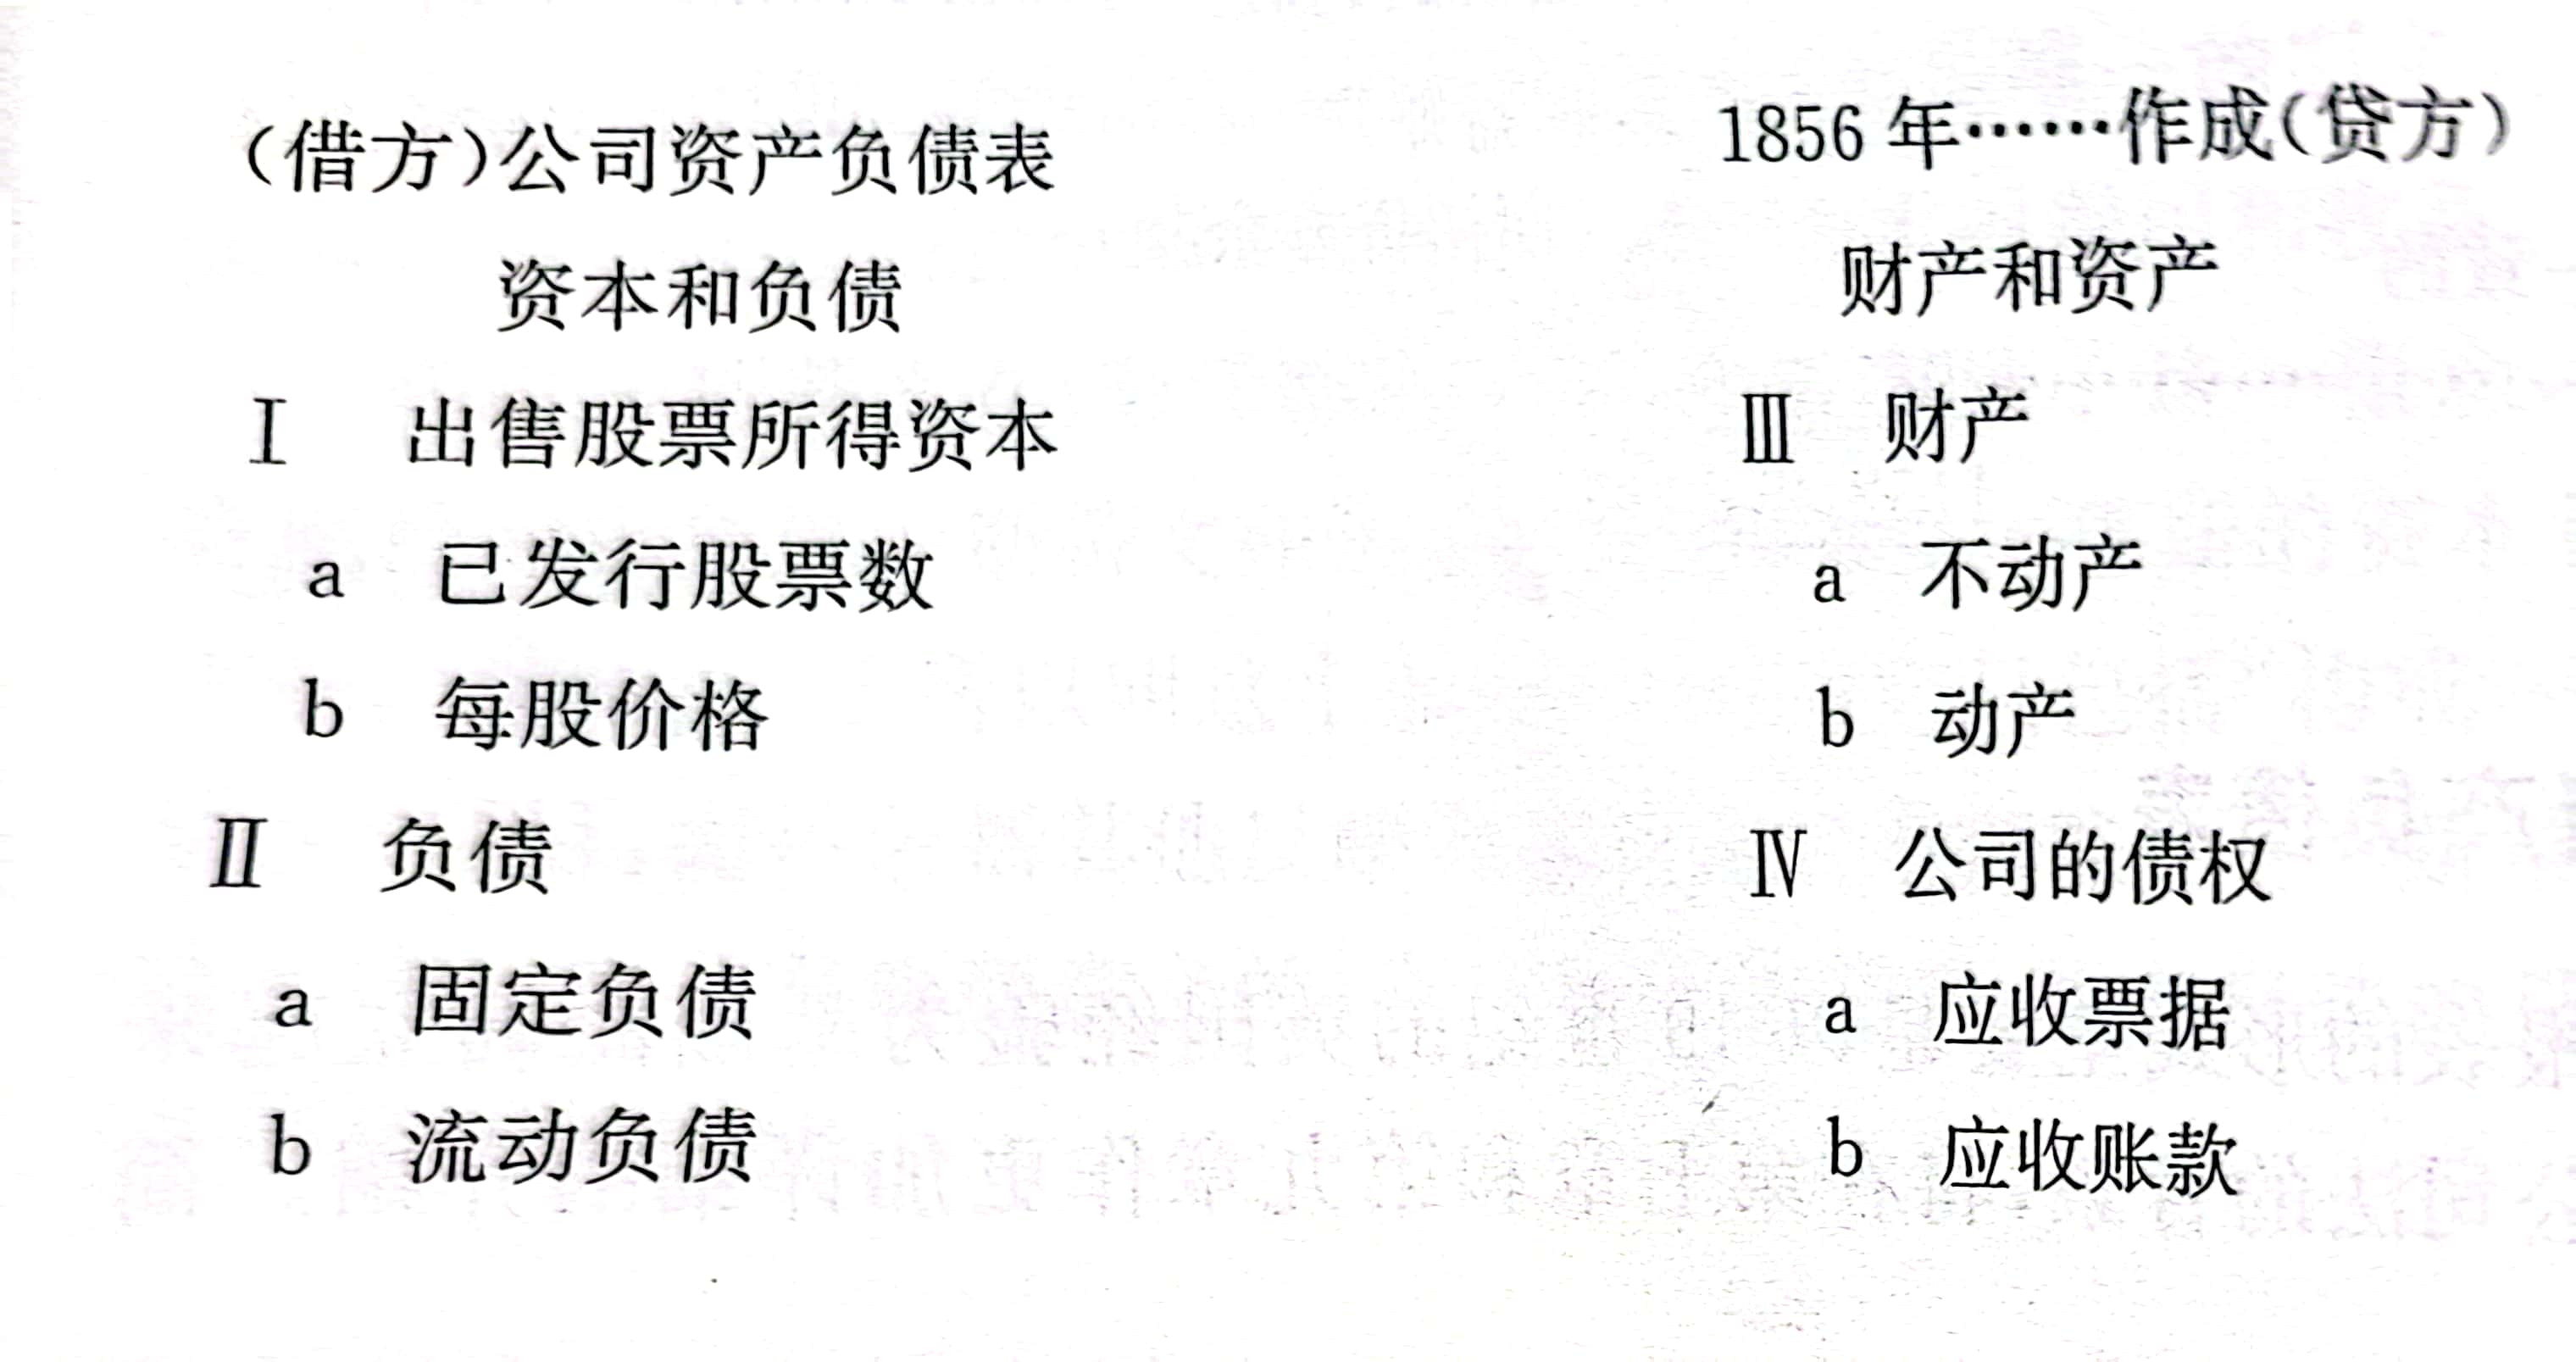 （借方）公司资产负债表
资本和负债
Ⅰ 出售股票所得资本
a 已发行股票数
b 每股价格
Ⅱ 负债
a 固定负债
b 流动负债
1856年……作成（贷方）
财产和资产
Ⅲ 财产
a 不动产
b 动产
Ⅳ 公司的债权
a 应收票据
b 应收账款